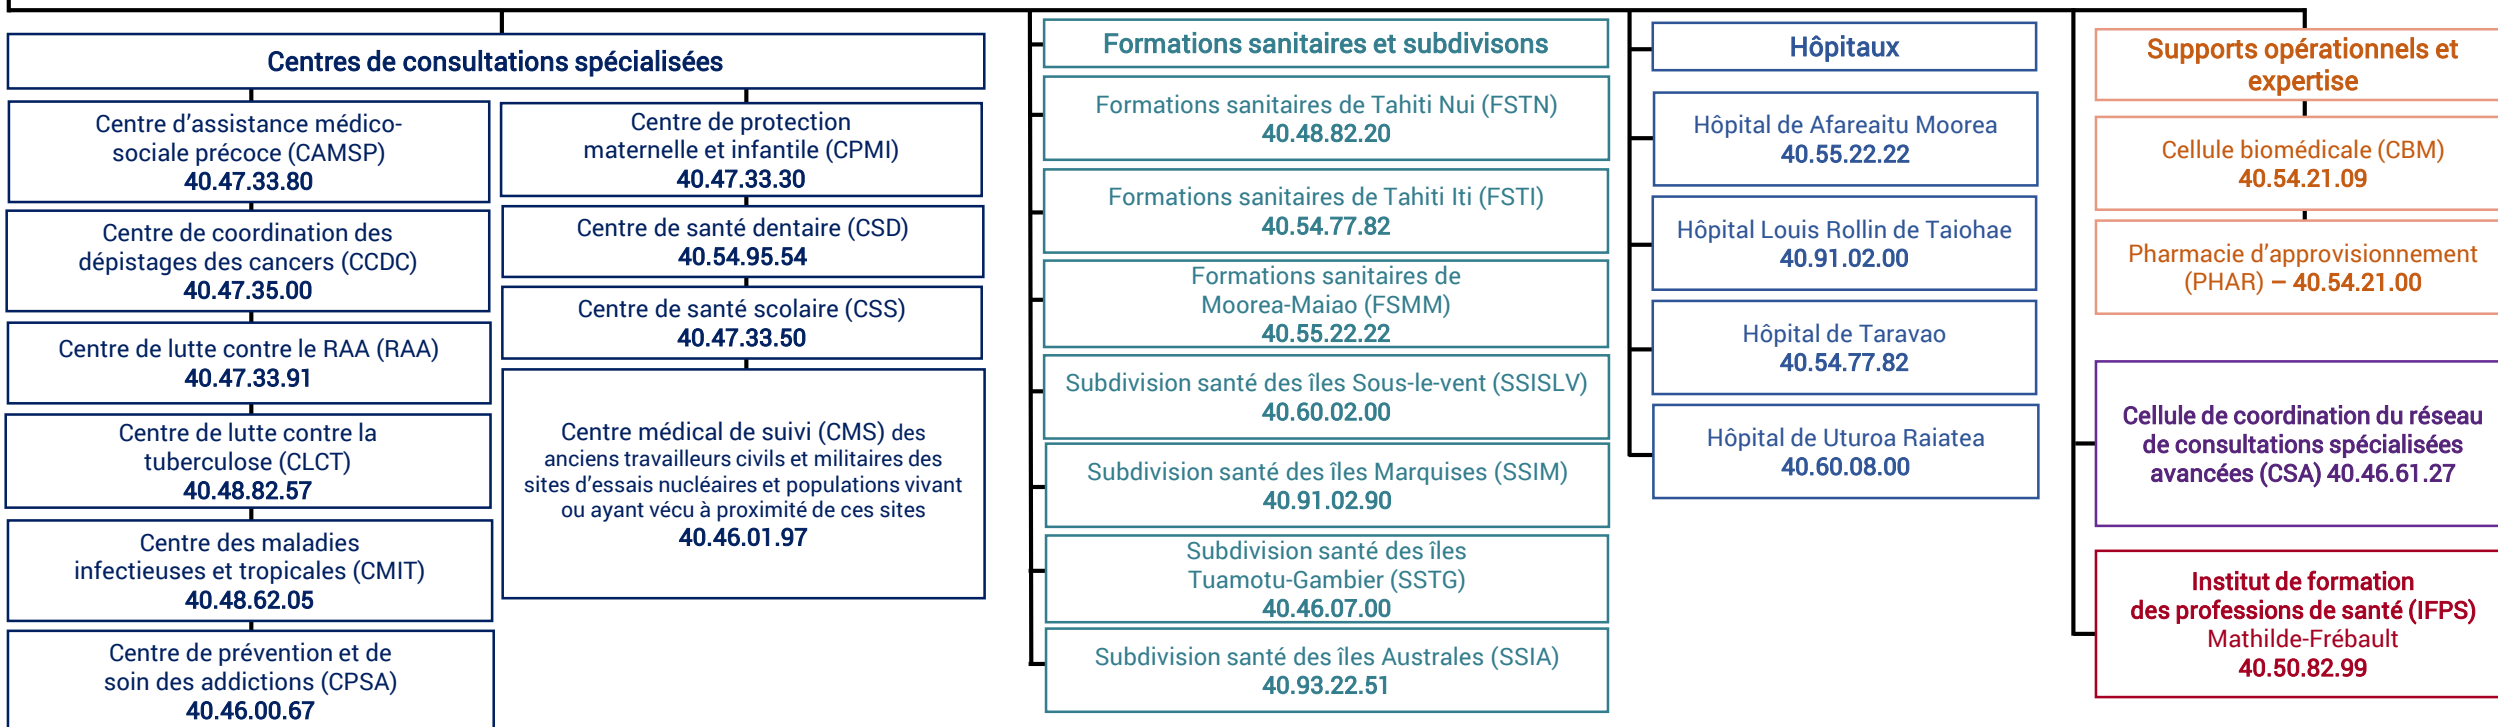 Centres de consultations spécialisées
Centre d'assistance médico-
sociale précoce (CAMSP)
40.47.33.80
Centre de coordination des
dépistages des cancers (CCDC)
40.47.35.00
Centre de lutte contre le RAA (RAA)
40.47.33.91
Centre de lutte contre la
tuberculose (CLCT)
40.48.82.57
Centre des maladies
infectieuses et tropicales (CMIT)
40.48.62.05
Centre de prévention et de
soin des addictions (CPSA)
40.46.00.67
Centre de protection
maternelle et infantile (CPMI)
40.47.33.30
Centre de santé dentaire (CSD)
40.54.95.54
Centre de santé scolaire (CSS)
40.47.33.50
Centre médical de suivi (CMS) des
anciens travailleurs civils et militaires des
sites d'essais nucléaires et populations vivant
ou ayant vécu à proximité de ces sites
40.46.01.97
Formations sanitaires et subdivisons
Formations sanitaires de Tahiti Nui (FSTN)
40.48.82.20
Formations sanitaires de Tahiti Iti (FSTI)
40.54.77.82
Formations sanitaires de
Moorea-Maiao (FSMM)
40.55.22.22
Subdivision santé des îles Sous-le-vent (SSISLV)
40.60.02.00
Subdivision santé des îles Marquises (SSIM)
40.91.02.90
Subdivision santé des îles
Tuamotu-Gambier (SSTG)
40.46.07.00
Subdivision santé des îles Australes (SSIA)
40.93.22.51
Hôpitaux
Hôpital de Afareaitu Moorea
40.55.22.22
Hôpital Louis Rollin de Taiohae
40.91.02.00
Hôpital de Taravao
40.54.77.82
Hôpital de Uturoa Raiatea
40.60.08.00
Supports opérationnels et
expertise
Cellule biomédicale (CBM)
40.54.21.09
Pharmacie d'approvisionnement
(PHAR) – 40.54.21.00
Cellule de coordination du réseau
de consultations spécialisées
avancées (CSA) 40.46.61.27
Institut de formation
des professions de santé (IFPS)
Mathilde-Frébault
40.50.82.99